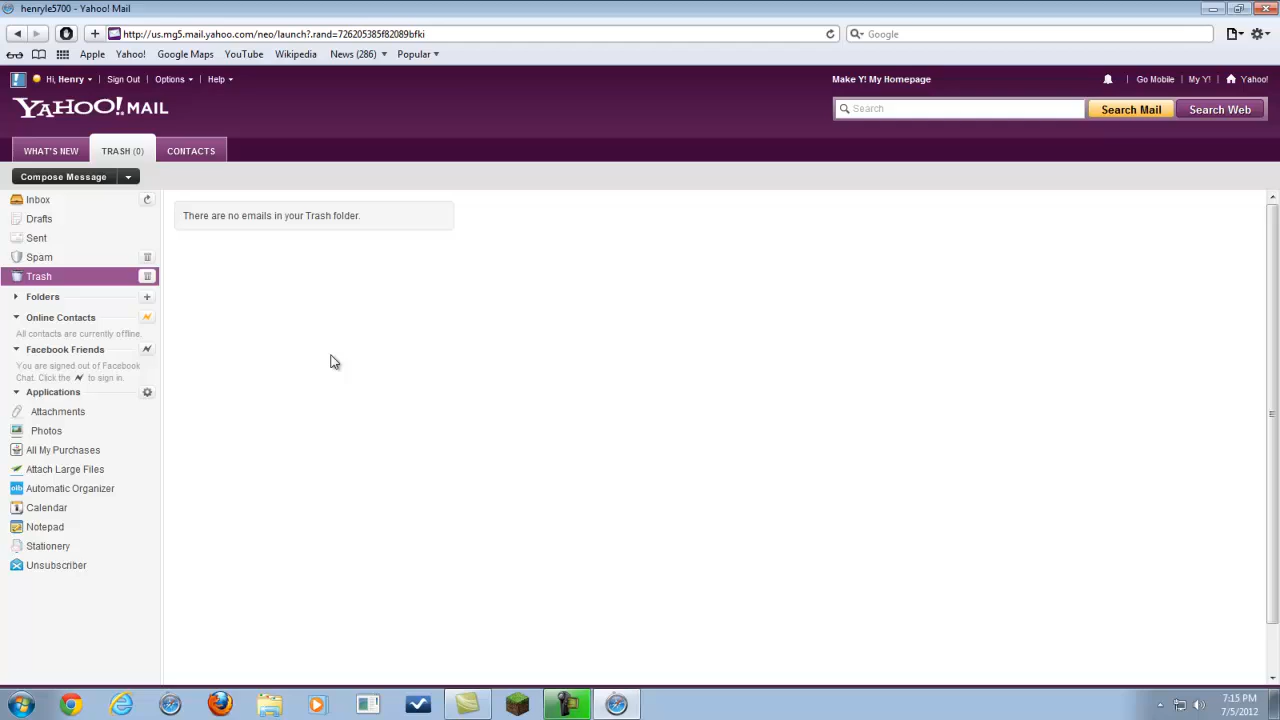 henryle5700 - Yahoo! Mail
http://us.mg5.mail.yahoo.com/neo/launch?.rand=726205385f82089bfki
Google
Apple Yahoo! Google Maps YouTube Wikipedia News (286) Popular
Hi, Henry Sign Out Options Help
Make Y! My Homepage Go Mobile My Y! Yahoo!
YAHOO! MAIL
Search Search Mail Search Web
WHAT'S NEW TRASH (0) CONTACTS
Compose Message
Inbox
Drafts
Sent
Spam
Trash
Folders
Online Contacts
All contacts are currently offline.
Facebook Friends
You are signed out of Facebook
Chat. Click the to sign in.
Applications
Attachments
Photos
All My Purchases
Attach Large Files
oib Automatic Organizer
Calendar
Notepad
Stationery
Unsubscriber
There are no emails in your Trash folder.
7:15 PM
7/5/2012